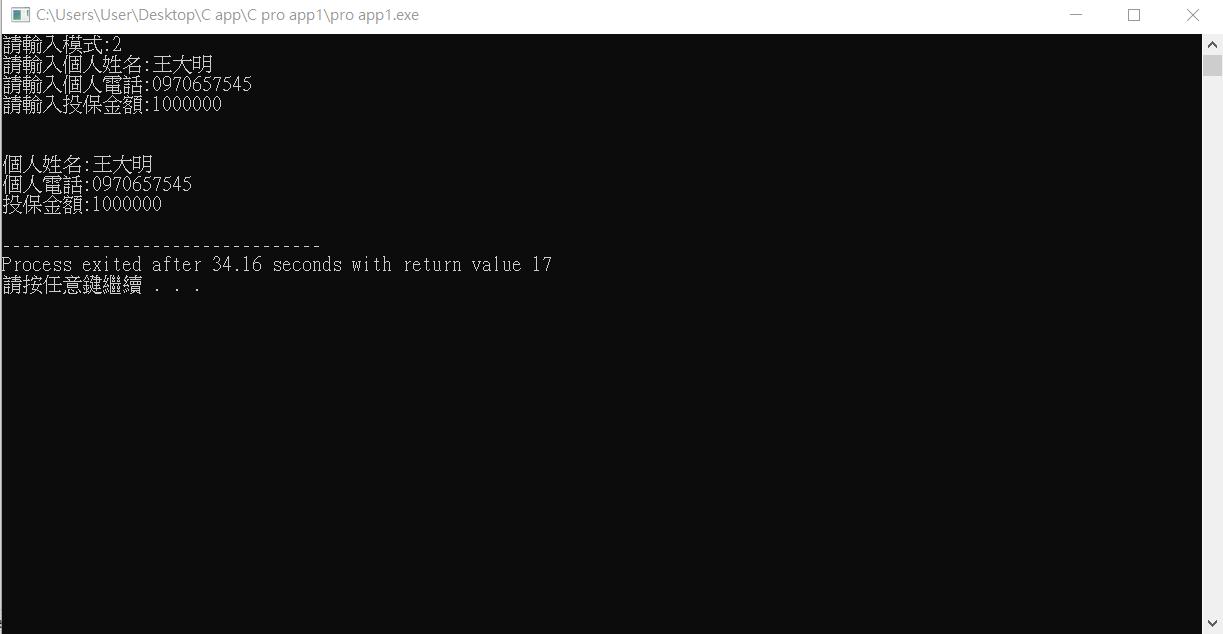 C:\Users\User\Desktop\C app\C pro app1\pro app1.exe
請輸入模式:2
請輸入個人姓名:王大明
請輸入個人電話:0970657545
請輸入投保金額:1000000
個人姓名:王大明
個人電話:0970657545
投保金額:1000000
--------------------------------
Process exited after 34.16 seconds with return value 17
請按任意鍵繼續 . . .